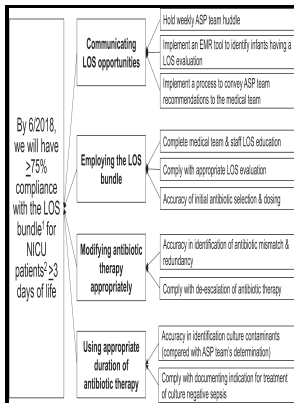 By 6/2018,
we will have
≥75%
compliance
with the LOS
bundle¹ for
NICU
patients² ≥3
days of life
Communicating
LOS opportunities
Hold weekly ASP team huddle
Implement an EMR tool to identify infants having a
LOS evaluation
Implement a process to convey ASP team
recommendations to the medical team
Employing the LOS
bundle
Complete medical team & staff LOS education
Comply with appropriate LOS evaluation
Accuracy of initial antibiotic selection & dosing
Modifying antibiotic
therapy
appropriately
Accuracy in identification of antibiotic mismatch &
redundancy
Comply with de-escalation of antibiotic therapy
Using appropriate
duration of
antibiotic therapy
Accuracy in identification culture contaminants
(compared with ASP team's determination)
Comply with documenting indication for treatment
of culture negative sepsis